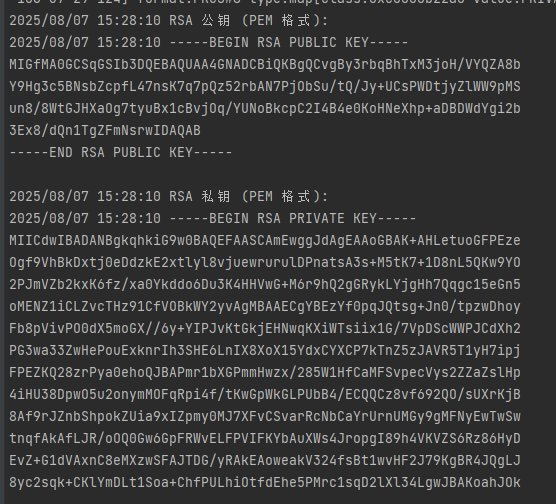 2025/08/07 15:28:10 RSA 公钥 (PEM 格式):
2025/08/07 15:28:10 -----BEGIN RSA PUBLIC KEY-----
MIGfMA0GCSqGSIb3DQEBAQUAA4GNADCBiQKBgQCvgBy3rbqBhTxM3joH/VYQZA8b
Y9Hg3c5BNsbZcpfL47nsK7q7pQz52rbAN7PjObSu/tQ/Jy+UCsPWDtjyZlWW9pMS
un8/8WtGJHXaOg7tyuBx1cBvjOq/YUNoBkcpC2I4B4e0KoHNeXhp+aDBDWdYgi2b
3Ex8/dQn1TgZFmNsrwIDAQAB
-----END RSA PUBLIC KEY-----
2025/08/07 15:28:10 RSA 私钥 (PEM 格式):
2025/08/07 15:28:10 -----BEGIN RSA PRIVATE KEY-----
MIICdwIBADANBgkqhkiG9w0BAQEFAASCAmEwggJdAgEAAoGBAK+AHLetuoGFPEze
Ogf9VhBkDxtj0eDdzkE2xtlyl8vjuewrurulDPnatsA3s+M5tK7+1D8nL5QKw9YO
2PJmVZb2kxK6fz/xa0Ykddo6Du3K4HHVwG+M6r9hQ2gGRykLYjgHh7Qqgc15eGn5
oMENZ1iCLZvcTHz91CfVOBkWY2yvAgMBAAECgYBEzYf0pqJQtsg+Jn0/tpzwDhoy
Fb8pVivPO0dX5moGX//6y+YIPJvKtGkjEHNwqKXiWTsiix1G/7VpDScWWPJCdXh2
PG3wa33ZwHePouExknrIh3SHE6LnIX8XoX15YdxCYXCP7kTnZ5zJAVR5T1yH7ipj
FPEZKQ28zrPya0ehoQJBAPmr1bXGPmmHwzx/285W1HfCaMFSvpecVys2ZZaZslHp
4iHU38DpwO5u2onymMOFqRpi4f/tKwGpWkGLPUbB4/ECQQCz8vf692QO/sUXrKjB
8Af9rJZnbShpokZUia9xIZpmy0MJ7XFvCSvarRcNbCaYrUrnUMGy9gMFNyEwTwSw
tnqfAkAfLJR/oOQ0Gw6GpFRWvELFPVIFKYbAuXWs4JropgI89h4VKVZS6Rz86HyD
EvZ+G1dVAxnC8eMXzwSFAJTDG/yRAkEAoweakV324fsBt1wvHF2J79KgBR4JQgLJ
8yc2sqk+CKlYmDLt1Soa+ChfPULhiOtfdEhe5PMrc1sqD2lXl34LgwJBAKoahJOk